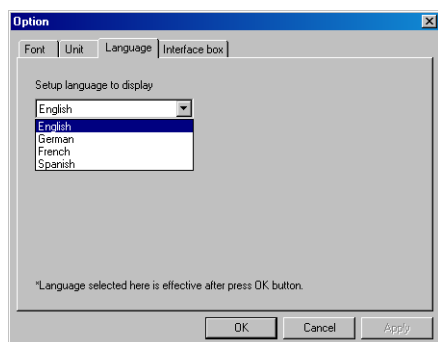 Option
Font Unit Language Interface box
Setup language to display
English
English
German
French
Spanish
*Language selected here is effective after press OK button.
OK Cancel Apply